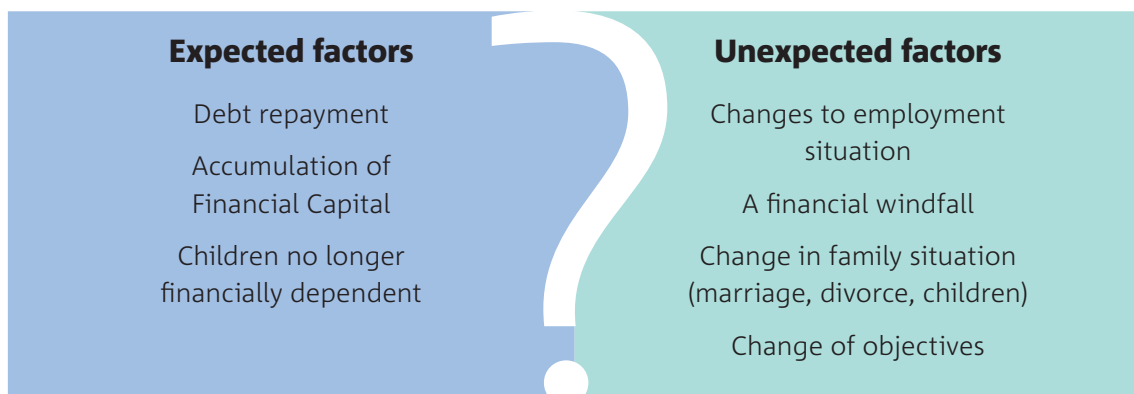 Expected factors
Debt repayment
Accumulation of
Financial Capital
Children no longer
financially dependent
?
Unexpected factors
Changes to employment
situation
A financial windfall
Change in family situation
(marriage, divorce, children)
Change of objectives